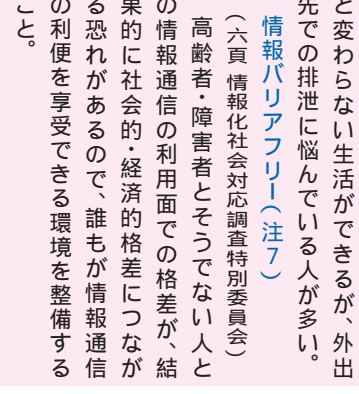 と変わらない生活ができるが、外出
先での排泄に悩んでいる人が多い。
情報バリアフリー(注7)
(六頁 情報化社会対応調査特別委員会)
高齢者・障害者とそうでない人と
の情報通信の利用面での格差が、結
果的に社会的・経済的格差につなが
る恐れがあるので、誰もが情報通信
の利便を享受できる環境を整備する
こと。